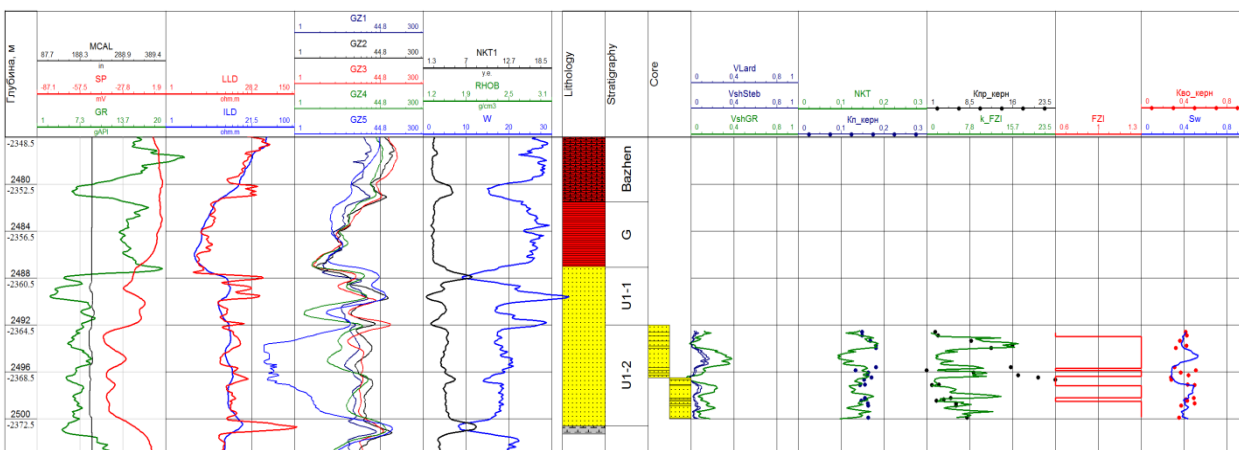 Глубина, м
MCAL
87.7 188.3 288.9 389.4
in
SP
-87.1 -57.5 -27.8 1.9
mV
GR
1 7.3 13.7 20
gAPI
LLD
1 28.2 150
ohm.m
ILD
1 21.5 100
ohm.m
GZ1
1 44.8 300
GZ2
1 44.8 300
GZ3
1 44.8 300
GZ4
1 44.8 300
GZ5
1 44.8 300
NKT1
1.3 7 12.7 18.5
у.е.
RHOB
1.2 1.9 2.5 3.1
g/cm3
W
0 10 20 30
Lithology
Stratigraphy
Core
VLard
0 0.4 0.8 1
VshSteb
0 0.4 0.8 1
VshGR
0 0.4 0.8 1
NKT
0 0.1 0.2 0.3
Кп_керн
0 0.1 0.2 0.3
Кпр_керн
1 8.5 16 23.5
k_FZI
0 7.8 15.7 23.5
FZI
0.6 1 1.3
Кво_керн
0 0.4 0.8 1
Sw
0 0.4 0.8 1
-2348.5
2480
-2352.5
2484
-2356.5
2488
-2360.5
2492
-2364.5
2496
-2368.5
2500
-2372.5
Bazhen
G
U1-1
U1-2